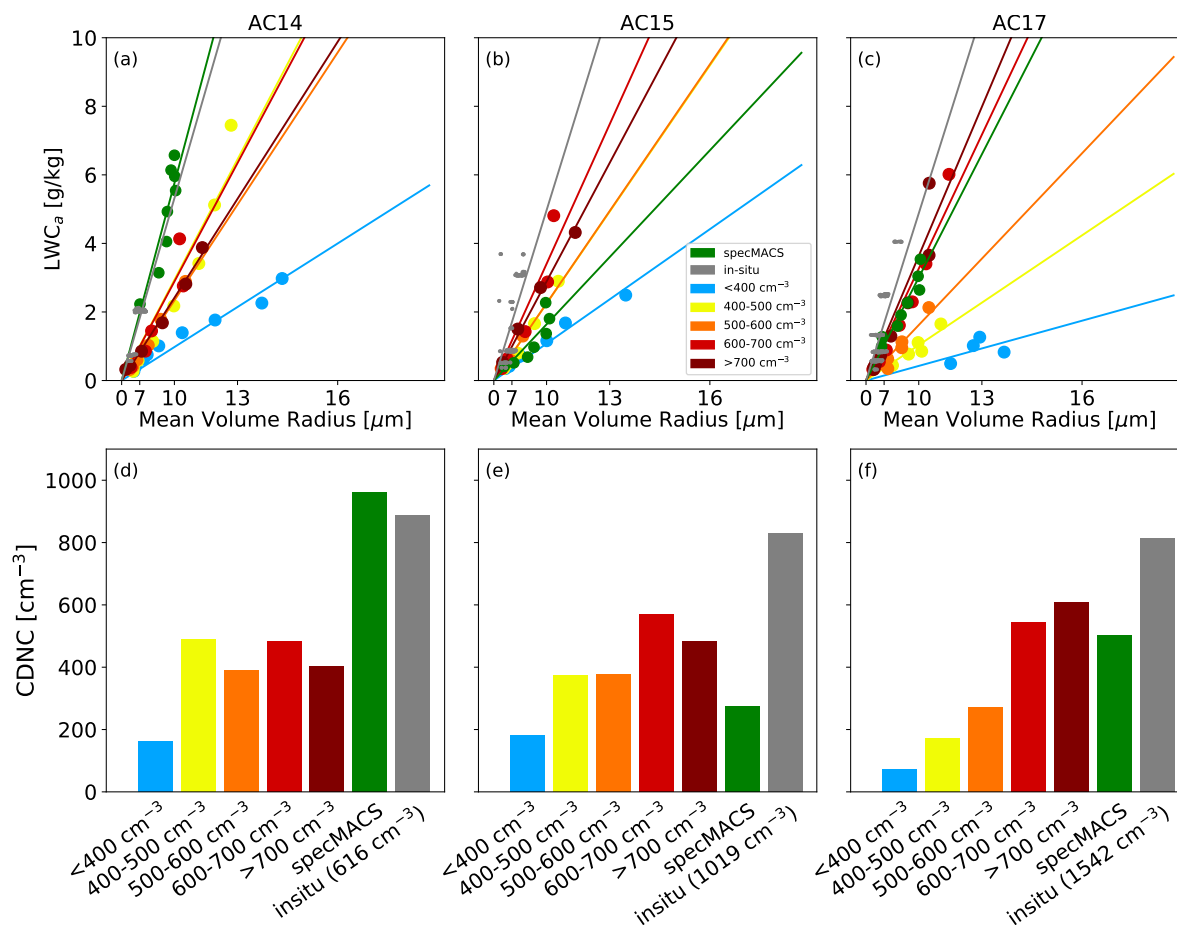 AC14
AC15
AC17
10
8
6
4
2
0
LWCₐ [g/kg]
(a)
(b)
(c)
specMACS
in-situ
<400 cm⁻³
400-500 cm⁻³
500-600 cm⁻³
600-700 cm⁻³
>700 cm⁻³
0 7 10 13 16
0 7 10 13 16
0 7 10 13 16
Mean Volume Radius [μm]
Mean Volume Radius [μm]
Mean Volume Radius [μm]
1000
800
600
400
200
0
CDNC [cm⁻³]
(d)
(e)
(f)
<400 cm⁻³
400-500 cm⁻³
500-600 cm⁻³
600-700 cm⁻³
>700 cm⁻³
specMACS
insitu (616 cm⁻³)
<400 cm⁻³
400-500 cm⁻³
500-600 cm⁻³
600-700 cm⁻³
>700 cm⁻³
specMACS
insitu (1019 cm⁻³)
<400 cm⁻³
400-500 cm⁻³
500-600 cm⁻³
600-700 cm⁻³
>700 cm⁻³
specMACS
insitu (1542 cm⁻³)